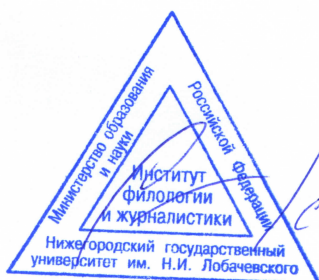 Министерство образования
и науки
Российской Федерации
Институт
филологии
и журналистики
Нижегородский государственный
университет им. Н.И. Лобачевского